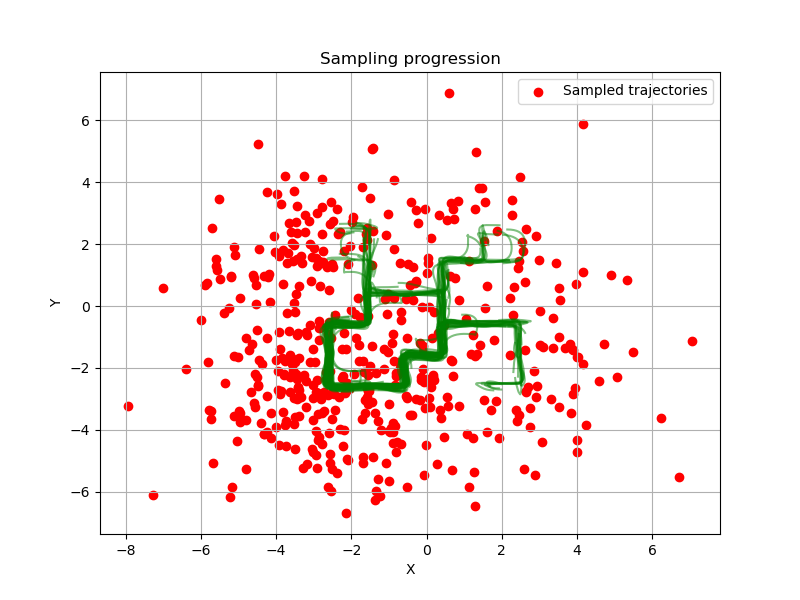 Sampling progression
Sampled trajectories
6
4
2
0
−2
−4
−6
Y
−8 −6 −4 −2 0 2 4 6
X